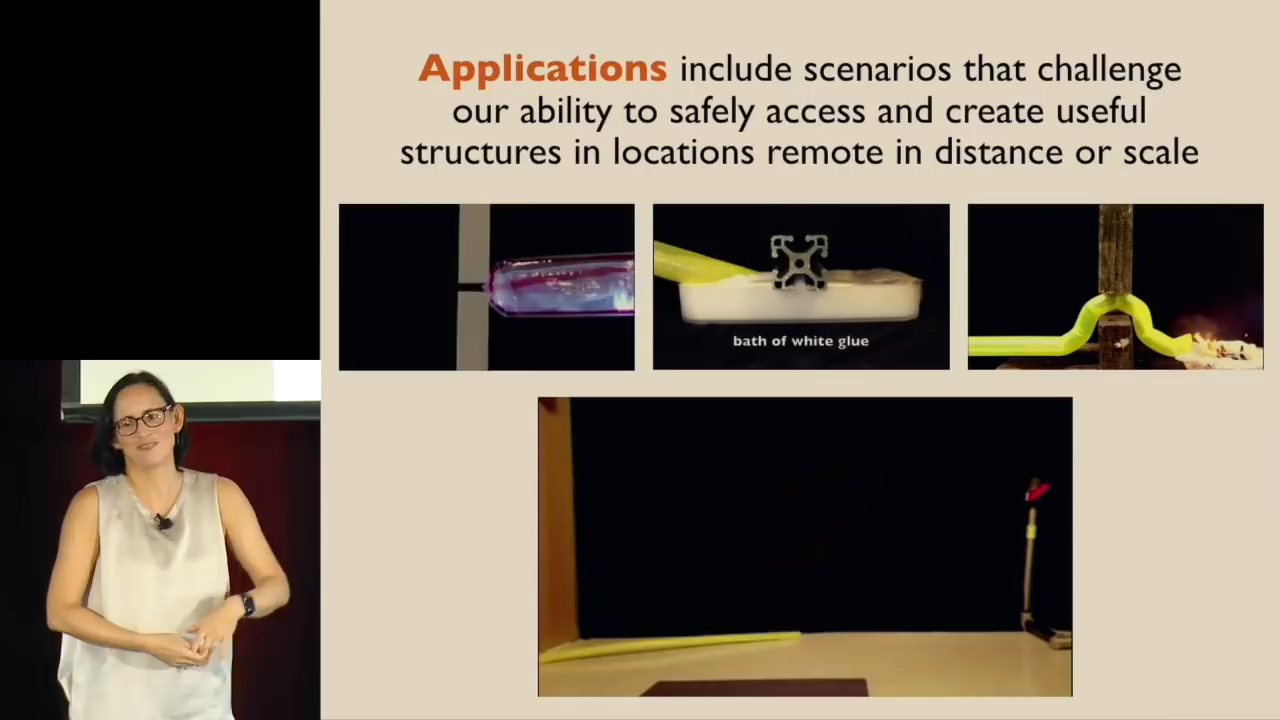 Applications include scenarios that challenge
our ability to safely access and create useful
structures in locations remote in distance or scale
bath of white glue